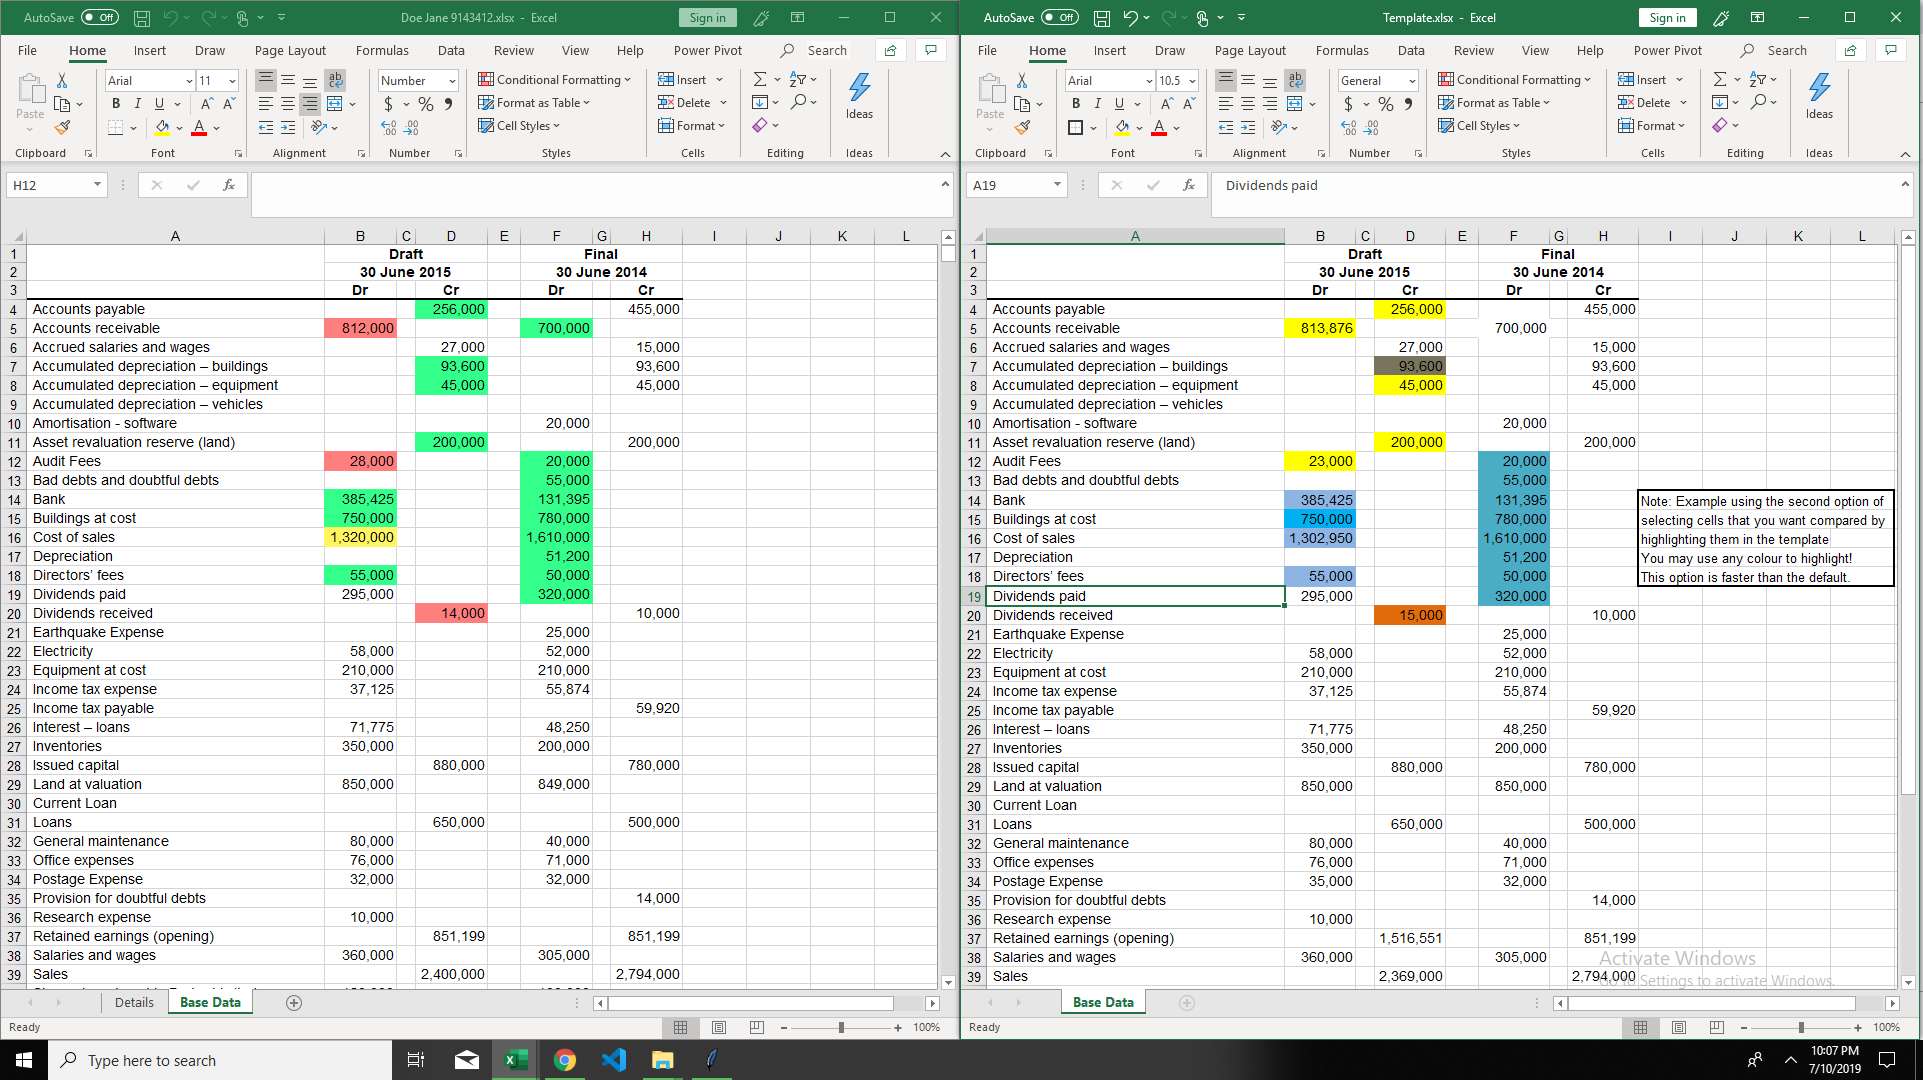 AutoSave Off Doe Jane 9143412.xlsx - Excel Sign in
File Home Insert Draw Page Layout Formulas Data Review View Help Power Pivot Search
Paste Arial 11 ab Number Conditional Formatting Insert
B I U A A $ % Format as Table Delete Ideas
A Cell Styles Format
Clipboard Font Alignment Number Styles Cells Editing Ideas
H12 fx
A B C D E F G H I J K L
1 Draft Final
2 30 June 2015 30 June 2014
3 Dr Cr Dr Cr
4 Accounts payable 256,000 455,000
5 Accounts receivable 812,000 700,000
6 Accrued salaries and wages 27,000 15,000
7 Accumulated depreciation – buildings 93,600 93,600
8 Accumulated depreciation – equipment 45,000 45,000
9 Accumulated depreciation – vehicles
10 Amortisation - software 20,000
11 Asset revaluation reserve (land) 200,000 200,000
12 Audit Fees 28,000 20,000
13 Bad debts and doubtful debts 55,000
14 Bank 385,425 131,395
15 Buildings at cost 750,000 780,000
16 Cost of sales 1,320,000 1,610,000
17 Depreciation 51,200
18 Directors' fees 55,000 50,000
19 Dividends paid 295,000 320,000
20 Dividends received 14,000 10,000
21 Earthquake Expense 25,000
22 Electricity 58,000 52,000
23 Equipment at cost 210,000 210,000
24 Income tax expense 37,125 55,874
25 Income tax payable 59,920
26 Interest – loans 71,775 48,250
27 Inventories 350,000 200,000
28 Issued capital 880,000 780,000
29 Land at valuation 850,000 849,000
30 Current Loan
31 Loans 650,000 500,000
32 General maintenance 80,000 40,000
33 Office expenses 76,000 71,000
34 Postage Expense 32,000 32,000
35 Provision for doubtful debts 14,000
36 Research expense 10,000
37 Retained earnings (opening) 851,199 851,199
38 Salaries and wages 360,000 305,000
39 Sales 2,400,000 2,794,000
Details Base Data
Ready 100%
AutoSave Off Template.xlsx - Excel Sign in
File Home Insert Draw Page Layout Formulas Data Review View Help Power Pivot Search
Paste Arial 10.5 ab General Conditional Formatting Insert
B I U A A $ % Format as Table Delete Ideas
A Cell Styles Format
Clipboard Font Alignment Number Styles Cells Editing Ideas
A19 fx Dividends paid
A B C D E F G H I J K L
1 Draft Final
2 30 June 2015 30 June 2014
3 Dr Cr Dr Cr
4 Accounts payable 256,000 455,000
5 Accounts receivable 813,876 700,000
6 Accrued salaries and wages 27,000 15,000
7 Accumulated depreciation – buildings 93,600 93,600
8 Accumulated depreciation – equipment 45,000 45,000
9 Accumulated depreciation – vehicles
10 Amortisation - software 20,000
11 Asset revaluation reserve (land) 200,000 200,000
12 Audit Fees 23,000 20,000
13 Bad debts and doubtful debts 55,000
14 Bank 385,425 131,395 Note: Example using the second option of
15 Buildings at cost 750,000 780,000 selecting cells that you want compared by
16 Cost of sales 1,302,950 1,610,000 highlighting them in the template
17 Depreciation 51,200 You may use any colour to highlight!
18 Directors' fees 55,000 50,000 This option is faster than the default.
19 Dividends paid 295,000 320,000
20 Dividends received 15,000 10,000
21 Earthquake Expense 25,000
22 Electricity 58,000 52,000
23 Equipment at cost 210,000 210,000
24 Income tax expense 37,125 55,874
25 Income tax payable 59,920
26 Interest – loans 71,775 48,250
27 Inventories 350,000 200,000
28 Issued capital 880,000 780,000
29 Land at valuation 850,000 850,000
30 Current Loan
31 Loans 650,000 500,000
32 General maintenance 80,000 40,000
33 Office expenses 76,000 71,000
34 Postage Expense 35,000 32,000
35 Provision for doubtful debts 14,000
36 Research expense 10,000
37 Retained earnings (opening) 1,516,551 851,199
38 Salaries and wages 360,000 305,000
39 Sales 2,369,000 2,794,000
Activate Windows
Go to Settings to activate Windows.
Base Data
Ready 100%
Type here to search
10:07 PM
7/10/2019